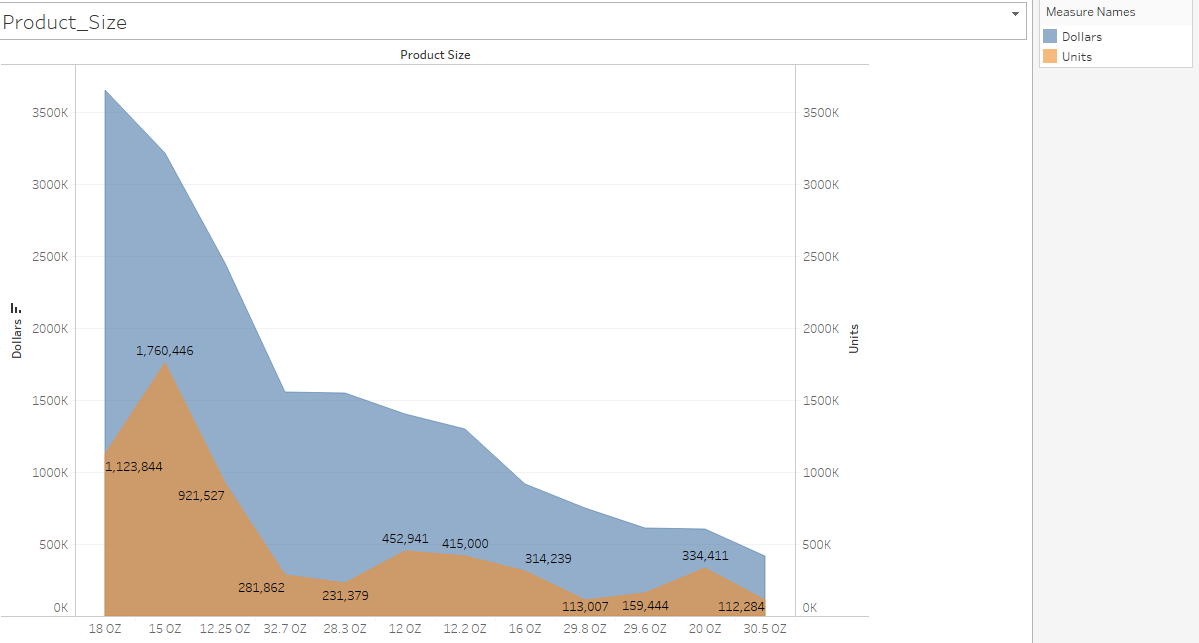 Product_Size
Measure Names
Dollars
Units
Product Size
3500K
3000K
2500K
2000K
1500K
1000K
500K
0K
Dollars
1,760,446
1,123,844
921,527
281,862
231,379
452,941
415,000
314,239
113,007
159,444
334,411
112,284
3500K
3000K
2500K
2000K
1500K
1000K
500K
0K
Units
18 OZ 15 OZ 12.25 OZ 32.7 OZ 28.3 OZ 12 OZ 12.2 OZ 16 OZ 29.8 OZ 29.6 OZ 20 OZ 30.5 OZ